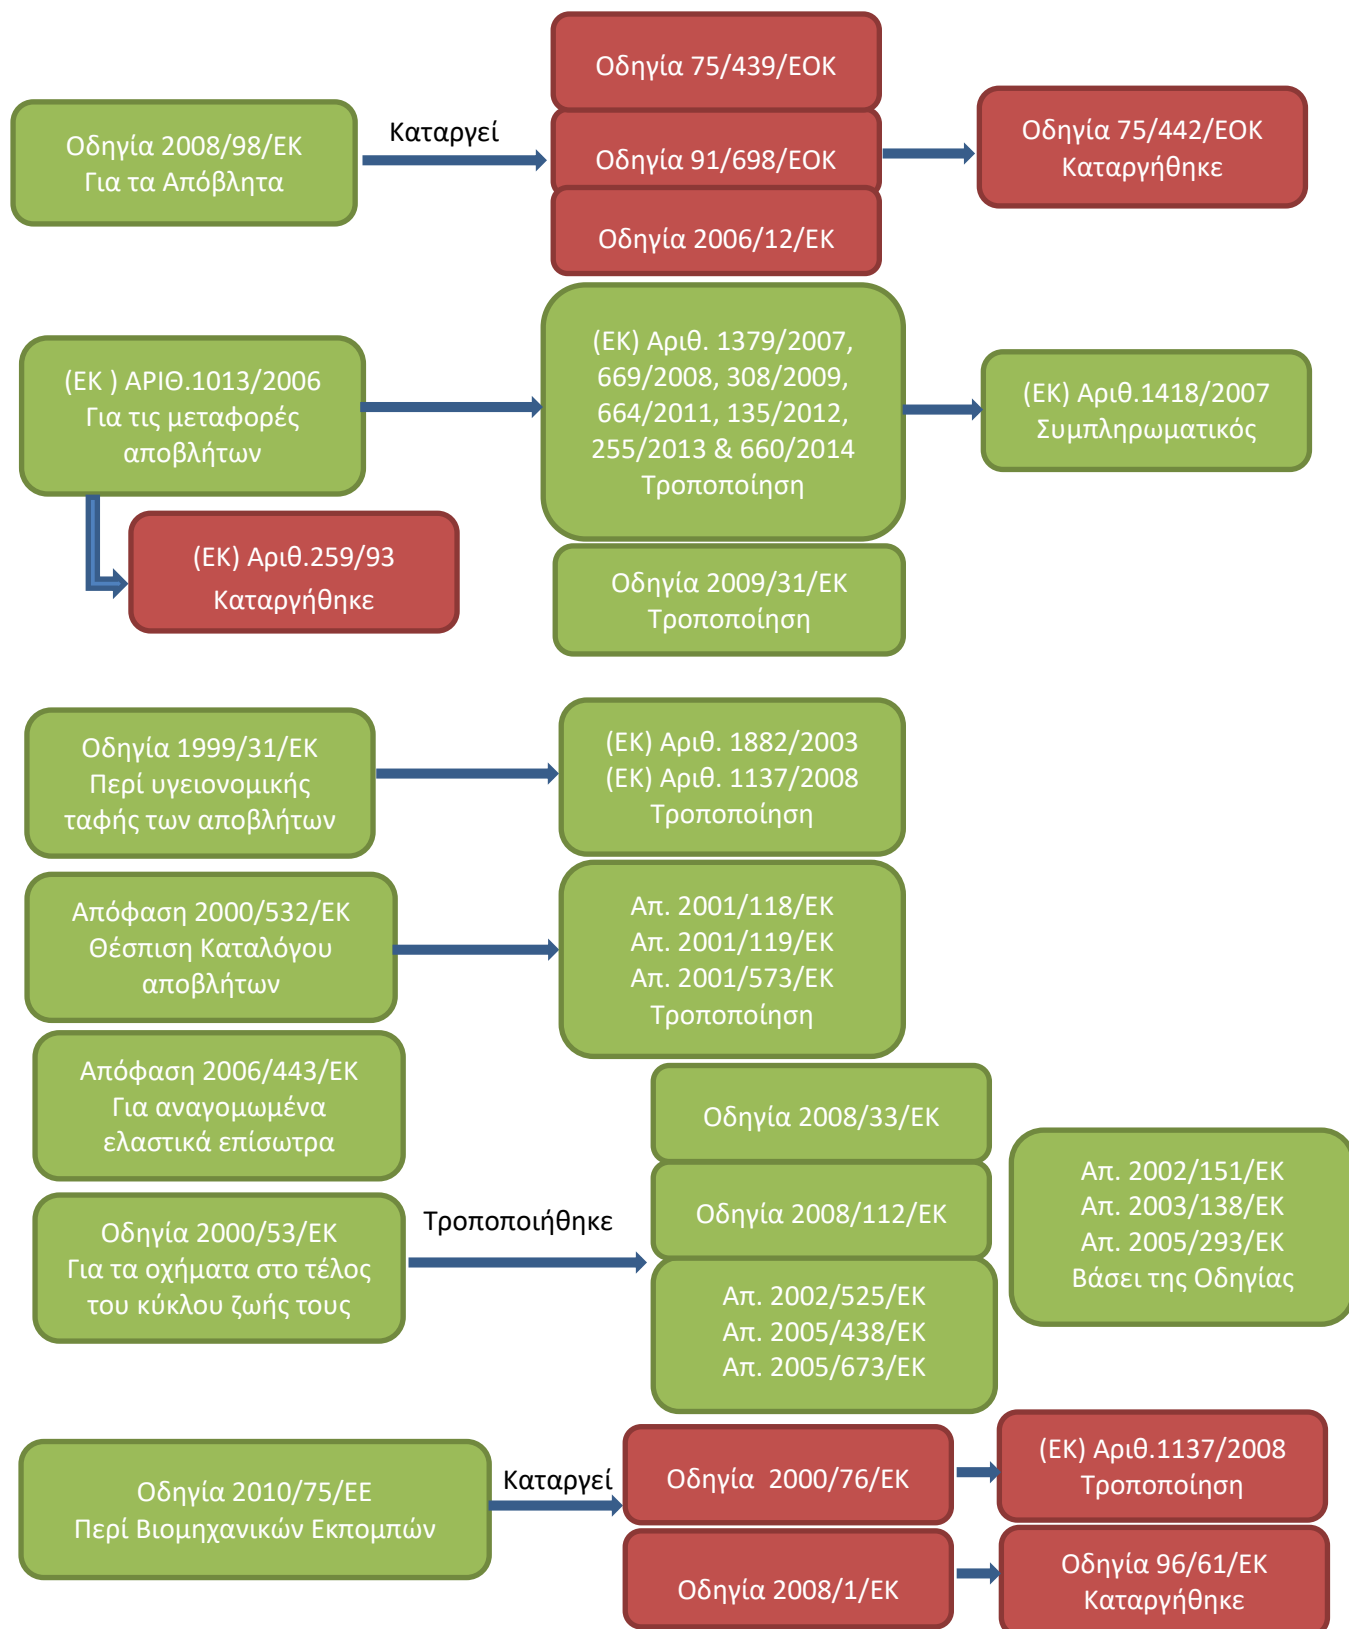 Οδηγία 2008/98/ΕΚ
Για τα Απόβλητα
Καταργεί
Οδηγία 75/439/ΕΟΚ
Οδηγία 91/698/ΕΟΚ
Οδηγία 2006/12/ΕΚ
Οδηγία 75/442/ΕΟΚ
Καταργήθηκε
(ΕΚ ) ΑΡΙΘ.1013/2006
Για τις μεταφορές
αποβλήτων
(ΕΚ) Αριθ. 1379/2007,
669/2008, 308/2009,
664/2011, 135/2012,
255/2013 & 660/2014
Τροποποίηση
(ΕΚ) Αριθ.1418/2007
Συμπληρωματικός
(ΕΚ) Αριθ.259/93
Καταργήθηκε
Οδηγία 2009/31/ΕΚ
Τροποποίηση
Οδηγία 1999/31/ΕΚ
Περί υγειονομικής
ταφής των αποβλήτων
(ΕΚ) Αριθ. 1882/2003
(ΕΚ) Αριθ. 1137/2008
Τροποποίηση
Απόφαση 2000/532/ΕΚ
Θέσπιση Καταλόγου
αποβλήτων
Απ. 2001/118/ΕΚ
Απ. 2001/119/ΕΚ
Απ. 2001/573/ΕΚ
Τροποποίηση
Απόφαση 2006/443/ΕΚ
Για αναγομωμένα
ελαστικά επίσωτρα
Οδηγία 2000/53/ΕΚ
Για τα οχήματα στο τέλος
του κύκλου ζωής τους
Τροποποιήθηκε
Οδηγία 2008/33/ΕΚ
Οδηγία 2008/112/ΕΚ
Απ. 2002/525/ΕΚ
Απ. 2005/438/ΕΚ
Απ. 2005/673/ΕΚ
Απ. 2002/151/ΕΚ
Απ. 2003/138/ΕΚ
Απ. 2005/293/ΕΚ
Βάσει της Οδηγίας
Οδηγία 2010/75/ΕΕ
Περί Βιομηχανικών Εκπομπών
Καταργεί
Οδηγία  2000/76/ΕΚ
(ΕΚ) Αριθ.1137/2008
Τροποποίηση
Οδηγία 2008/1/ΕΚ
Οδηγία 96/61/ΕΚ
Καταργήθηκε